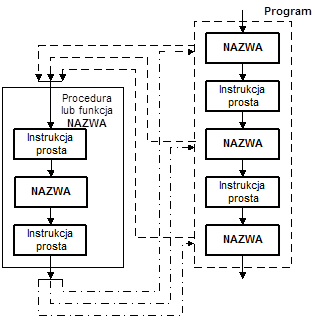 Program
NAZWA
Instrukcja
prosta
NAZWA
Instrukcja
prosta
NAZWA
Procedura
lub funkcja
NAZWA
Instrukcja
prosta
NAZWA
Instrukcja
prosta